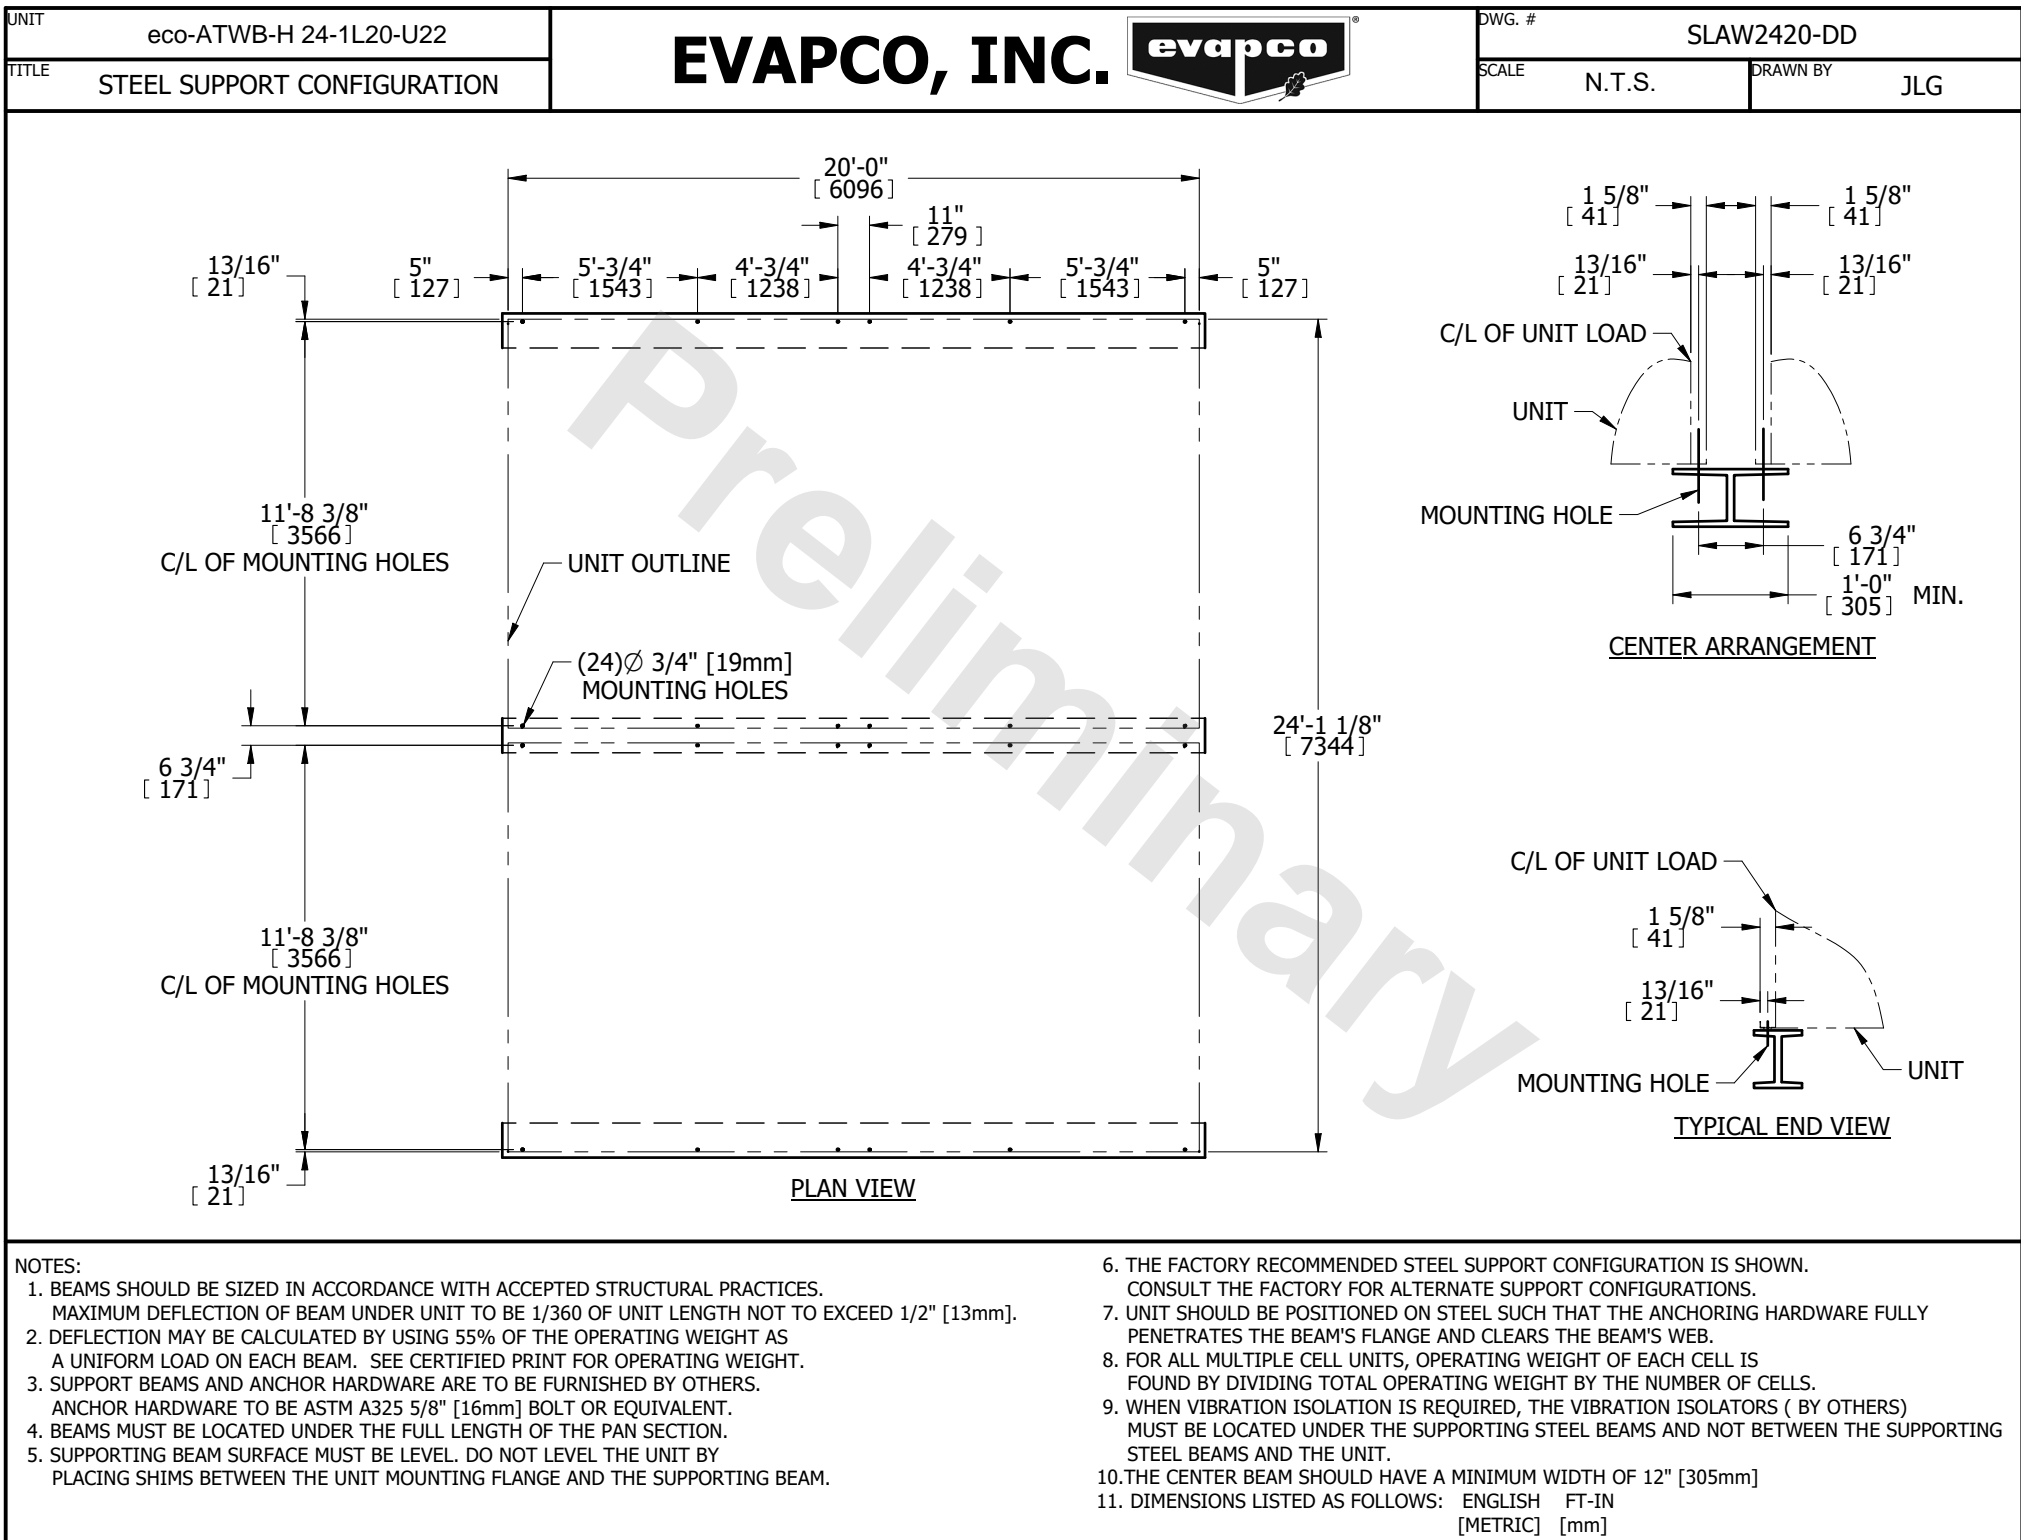 UNIT
eco-ATWB-H 24-1L20-U22
TITLE
STEEL SUPPORT CONFIGURATION
EVAPCO, INC.
evapco
®
DWG. #
SLAW2420-DD
SCALE
N.T.S.
DRAWN BY
JLG
20'-0"
[ 6096 ]
11"
[ 279 ]
13/16"
[ 21 ]
5"
[ 127 ]
5'-3/4"
[ 1543 ]
4'-3/4"
[ 1238 ]
4'-3/4"
[ 1238 ]
5'-3/4"
[ 1543 ]
5"
[ 127 ]
11'-8 3/8"
[ 3566 ]
C/L OF MOUNTING HOLES
UNIT OUTLINE
(24)∅ 3/4" [19mm]
MOUNTING HOLES
6 3/4"
[ 171 ]
24'-1 1/8"
[ 7344 ]
11'-8 3/8"
[ 3566 ]
C/L OF MOUNTING HOLES
13/16"
[ 21 ]
PLAN VIEW
Preliminary
1 5/8"
[ 41 ]
1 5/8"
[ 41 ]
13/16"
[ 21 ]
13/16"
[ 21 ]
C/L OF UNIT LOAD
UNIT
MOUNTING HOLE
6 3/4"
[ 171 ]
1'-0"
[ 305 ]
MIN.
CENTER ARRANGEMENT
C/L OF UNIT LOAD
1 5/8"
[ 41 ]
13/16"
[ 21 ]
MOUNTING HOLE
UNIT
TYPICAL END VIEW
NOTES:
1. BEAMS SHOULD BE SIZED IN ACCORDANCE WITH ACCEPTED STRUCTURAL PRACTICES.
MAXIMUM DEFLECTION OF BEAM UNDER UNIT TO BE 1/360 OF UNIT LENGTH NOT TO EXCEED 1/2" [13mm].
2. DEFLECTION MAY BE CALCULATED BY USING 55% OF THE OPERATING WEIGHT AS
A UNIFORM LOAD ON EACH BEAM. SEE CERTIFIED PRINT FOR OPERATING WEIGHT.
3. SUPPORT BEAMS AND ANCHOR HARDWARE ARE TO BE FURNISHED BY OTHERS.
ANCHOR HARDWARE TO BE ASTM A325 5/8" [16mm] BOLT OR EQUIVALENT.
4. BEAMS MUST BE LOCATED UNDER THE FULL LENGTH OF THE PAN SECTION.
5. SUPPORTING BEAM SURFACE MUST BE LEVEL. DO NOT LEVEL THE UNIT BY
PLACING SHIMS BETWEEN THE UNIT MOUNTING FLANGE AND THE SUPPORTING BEAM.
6. THE FACTORY RECOMMENDED STEEL SUPPORT CONFIGURATION IS SHOWN.
CONSULT THE FACTORY FOR ALTERNATE SUPPORT CONFIGURATIONS.
7. UNIT SHOULD BE POSITIONED ON STEEL SUCH THAT THE ANCHORING HARDWARE FULLY
PENETRATES THE BEAM'S FLANGE AND CLEARS THE BEAM'S WEB.
8. FOR ALL MULTIPLE CELL UNITS, OPERATING WEIGHT OF EACH CELL IS
FOUND BY DIVIDING TOTAL OPERATING WEIGHT BY THE NUMBER OF CELLS.
9. WHEN VIBRATION ISOLATION IS REQUIRED, THE VIBRATION ISOLATORS ( BY OTHERS)
MUST BE LOCATED UNDER THE SUPPORTING STEEL BEAMS AND NOT BETWEEN THE SUPPORTING
STEEL BEAMS AND THE UNIT.
10.THE CENTER BEAM SHOULD HAVE A MINIMUM WIDTH OF 12" [305mm]
11. DIMENSIONS LISTED AS FOLLOWS: ENGLISH FT-IN
[METRIC] [mm]